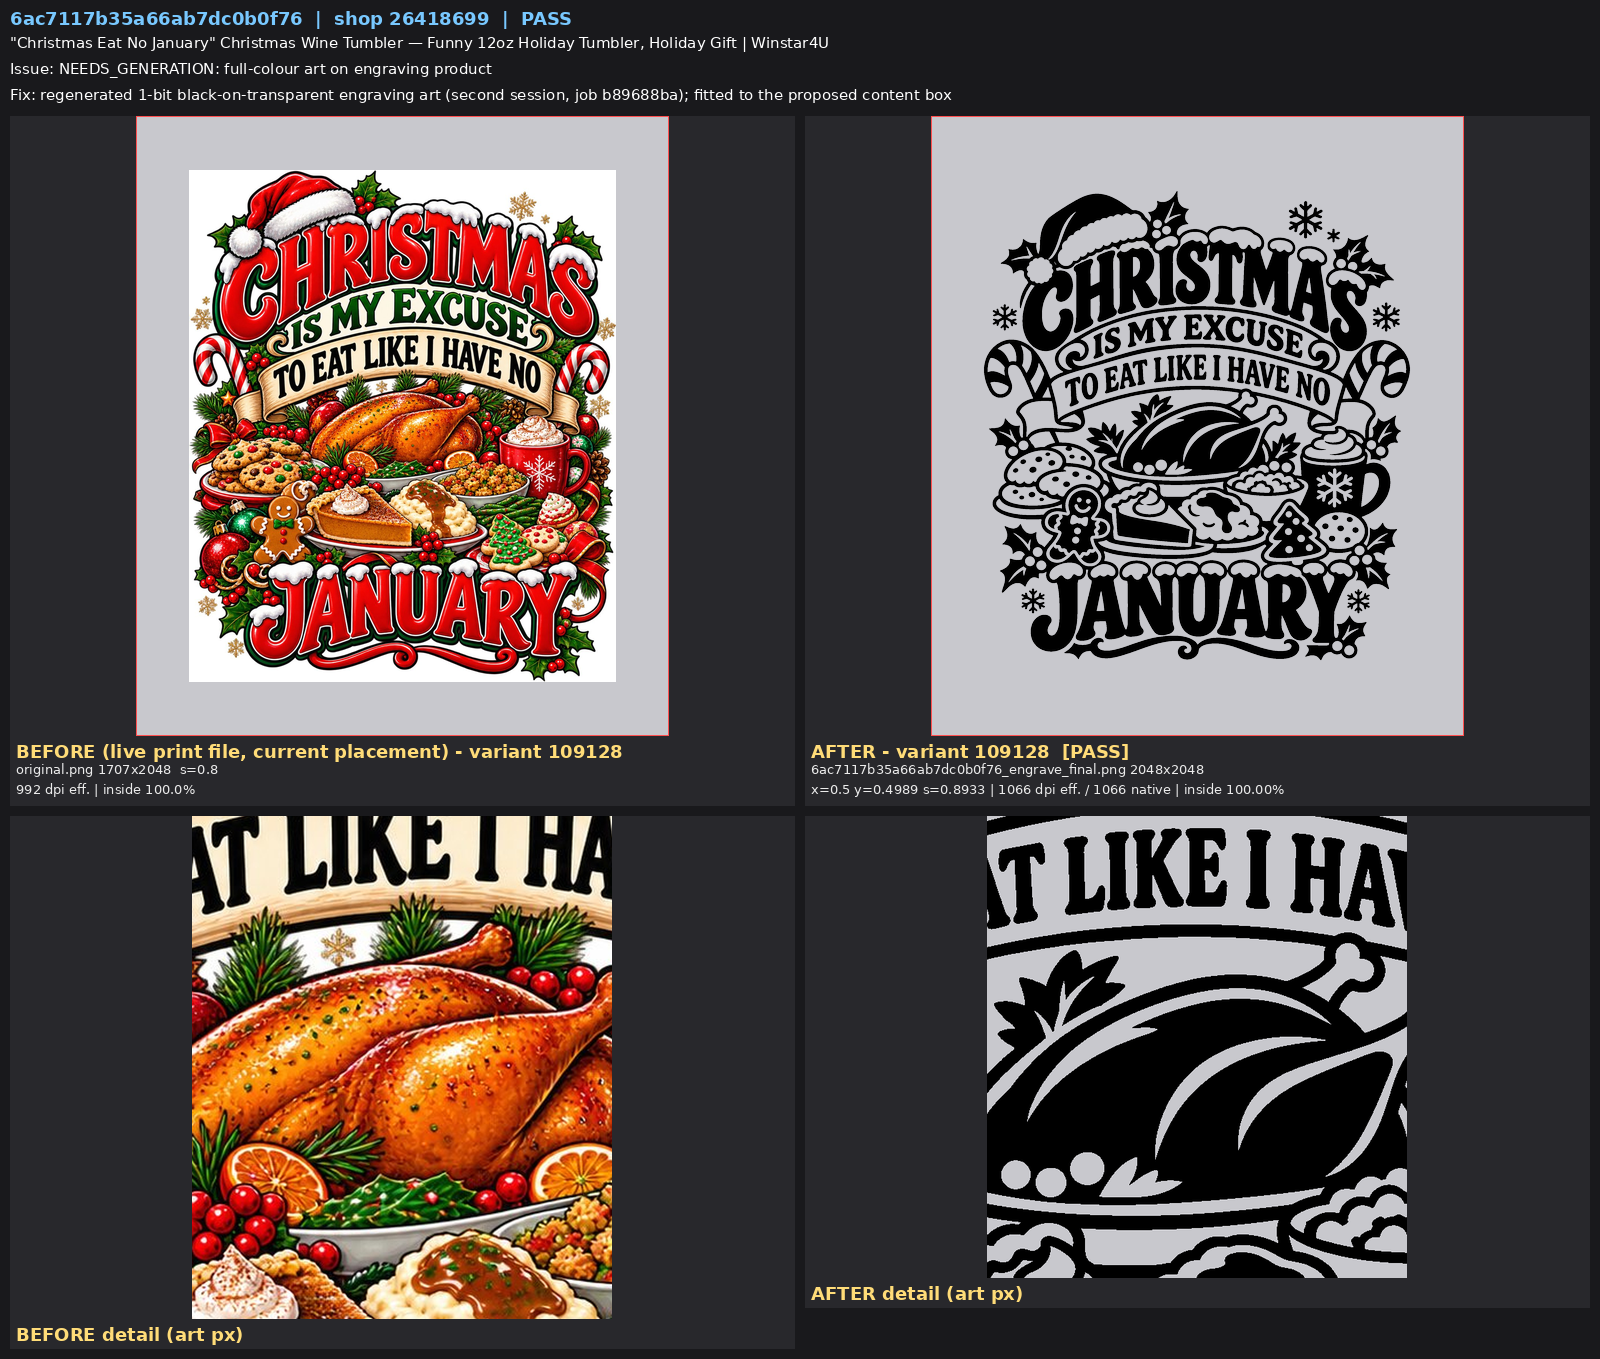 6ac7117b35a66ab7dc0b0f76 | shop 26418699 | PASS
"Christmas Eat No January" Christmas Wine Tumbler — Funny 12oz Holiday Tumbler, Holiday Gift | Winstar4U
Issue: NEEDS_GENERATION: full-colour art on engraving product
Fix: regenerated 1-bit black-on-transparent engraving art (second session, job b89688ba); fitted to the proposed content box
CHRISTMAS
IS MY EXCUSE
TO EAT LIKE I HAVE NO
JANUARY
BEFORE (live print file, current placement) - variant 109128
original.png 1707x2048 s=0.8
992 dpi eff. | inside 100.0%
CHRISTMAS
IS MY EXCUSE
TO EAT LIKE I HAVE NO
JANUARY
AFTER - variant 109128 [PASS]
6ac7117b35a66ab7dc0b0f76_engrave_final.png 2048x2048
x=0.5 y=0.4989 s=0.8933 | 1066 dpi eff. / 1066 native | inside 100.00%
AT LIKE I HA
BEFORE detail (art px)
AT LIKE I HAV
AFTER detail (art px)